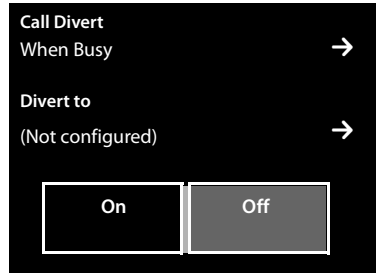 Call Divert
When Busy
Divert to
(Not configured)
On Off